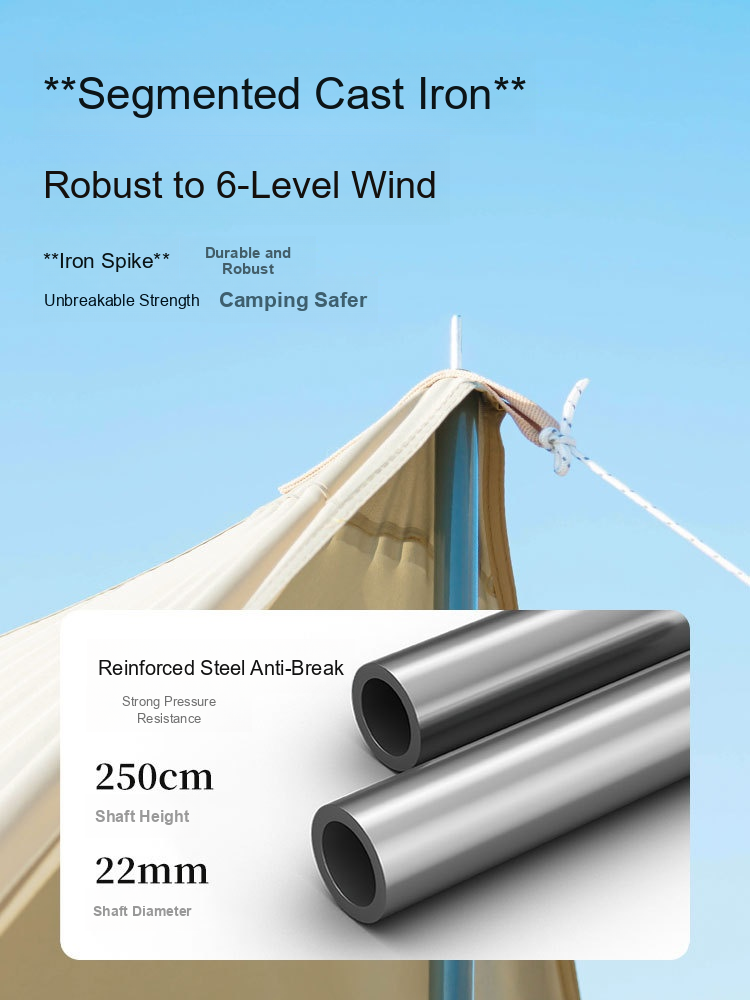 **Segmented Cast Iron**
Robust to 6-Level Wind
**Iron Spike**
Durable and
Robust
Unbreakable Strength
Camping Safer
Reinforced Steel Anti-Break
Strong Pressure
Resistance
250cm
Shaft Height
22mm
Shaft Diameter